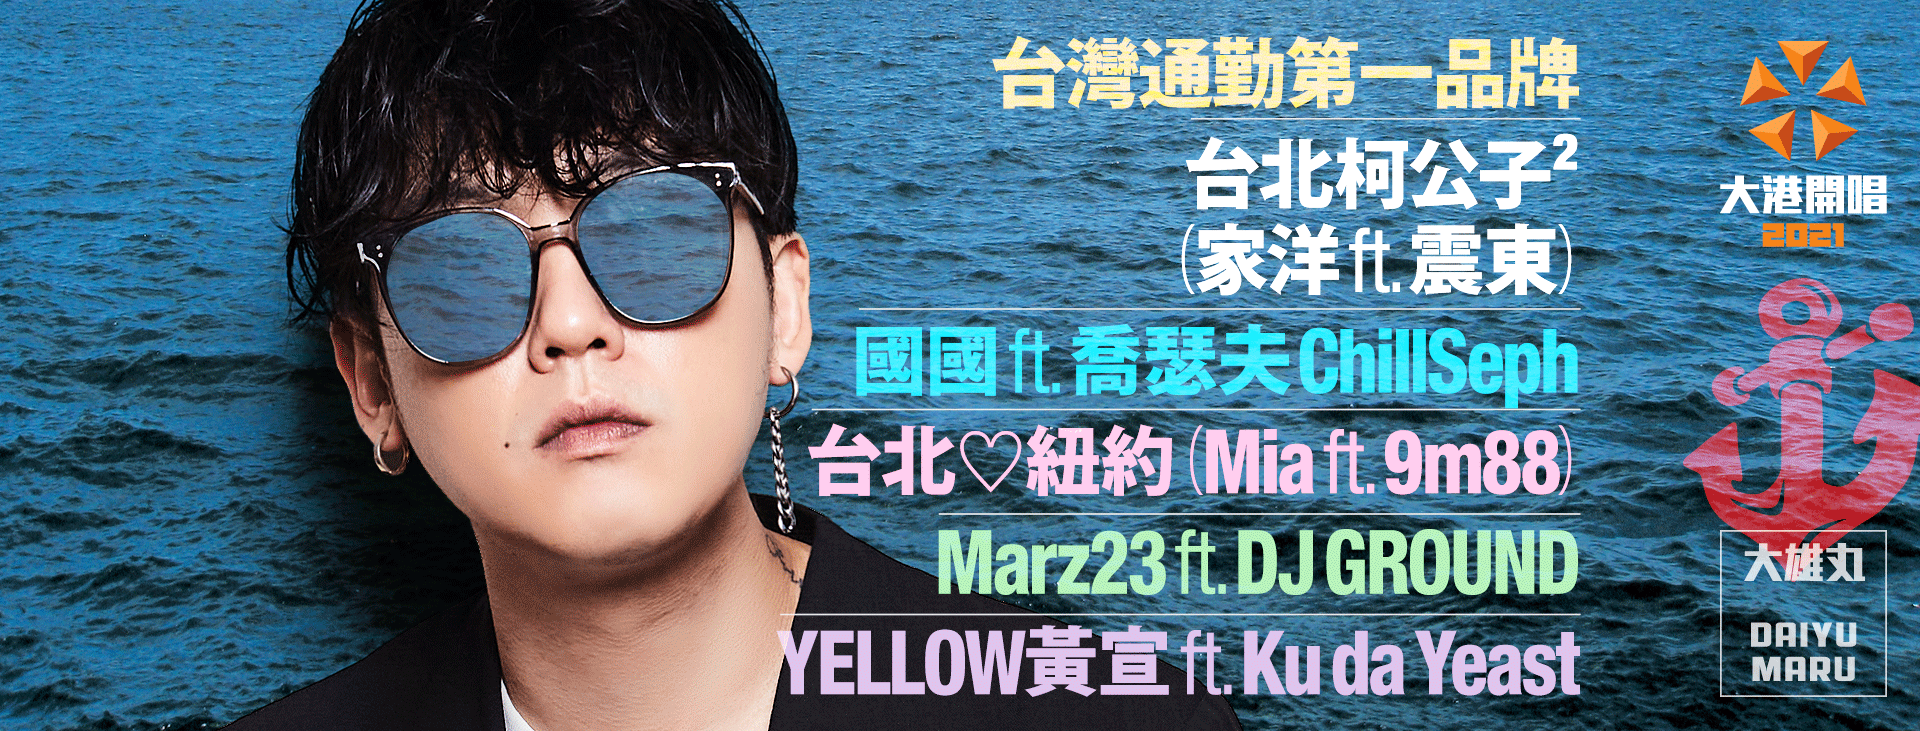 台灣通勤第一品牌
台北柯公子²
(家洋 ft. 震東)
國國 ft. 喬瑟夫 ChillSeph
台北♡紐約 (Mia ft. 9m88)
Marz23 ft. DJ GROUND
YELLOW黃宣 ft. Ku da Yeast
大港開唱
2021
大雄丸
DAIYU
MARU